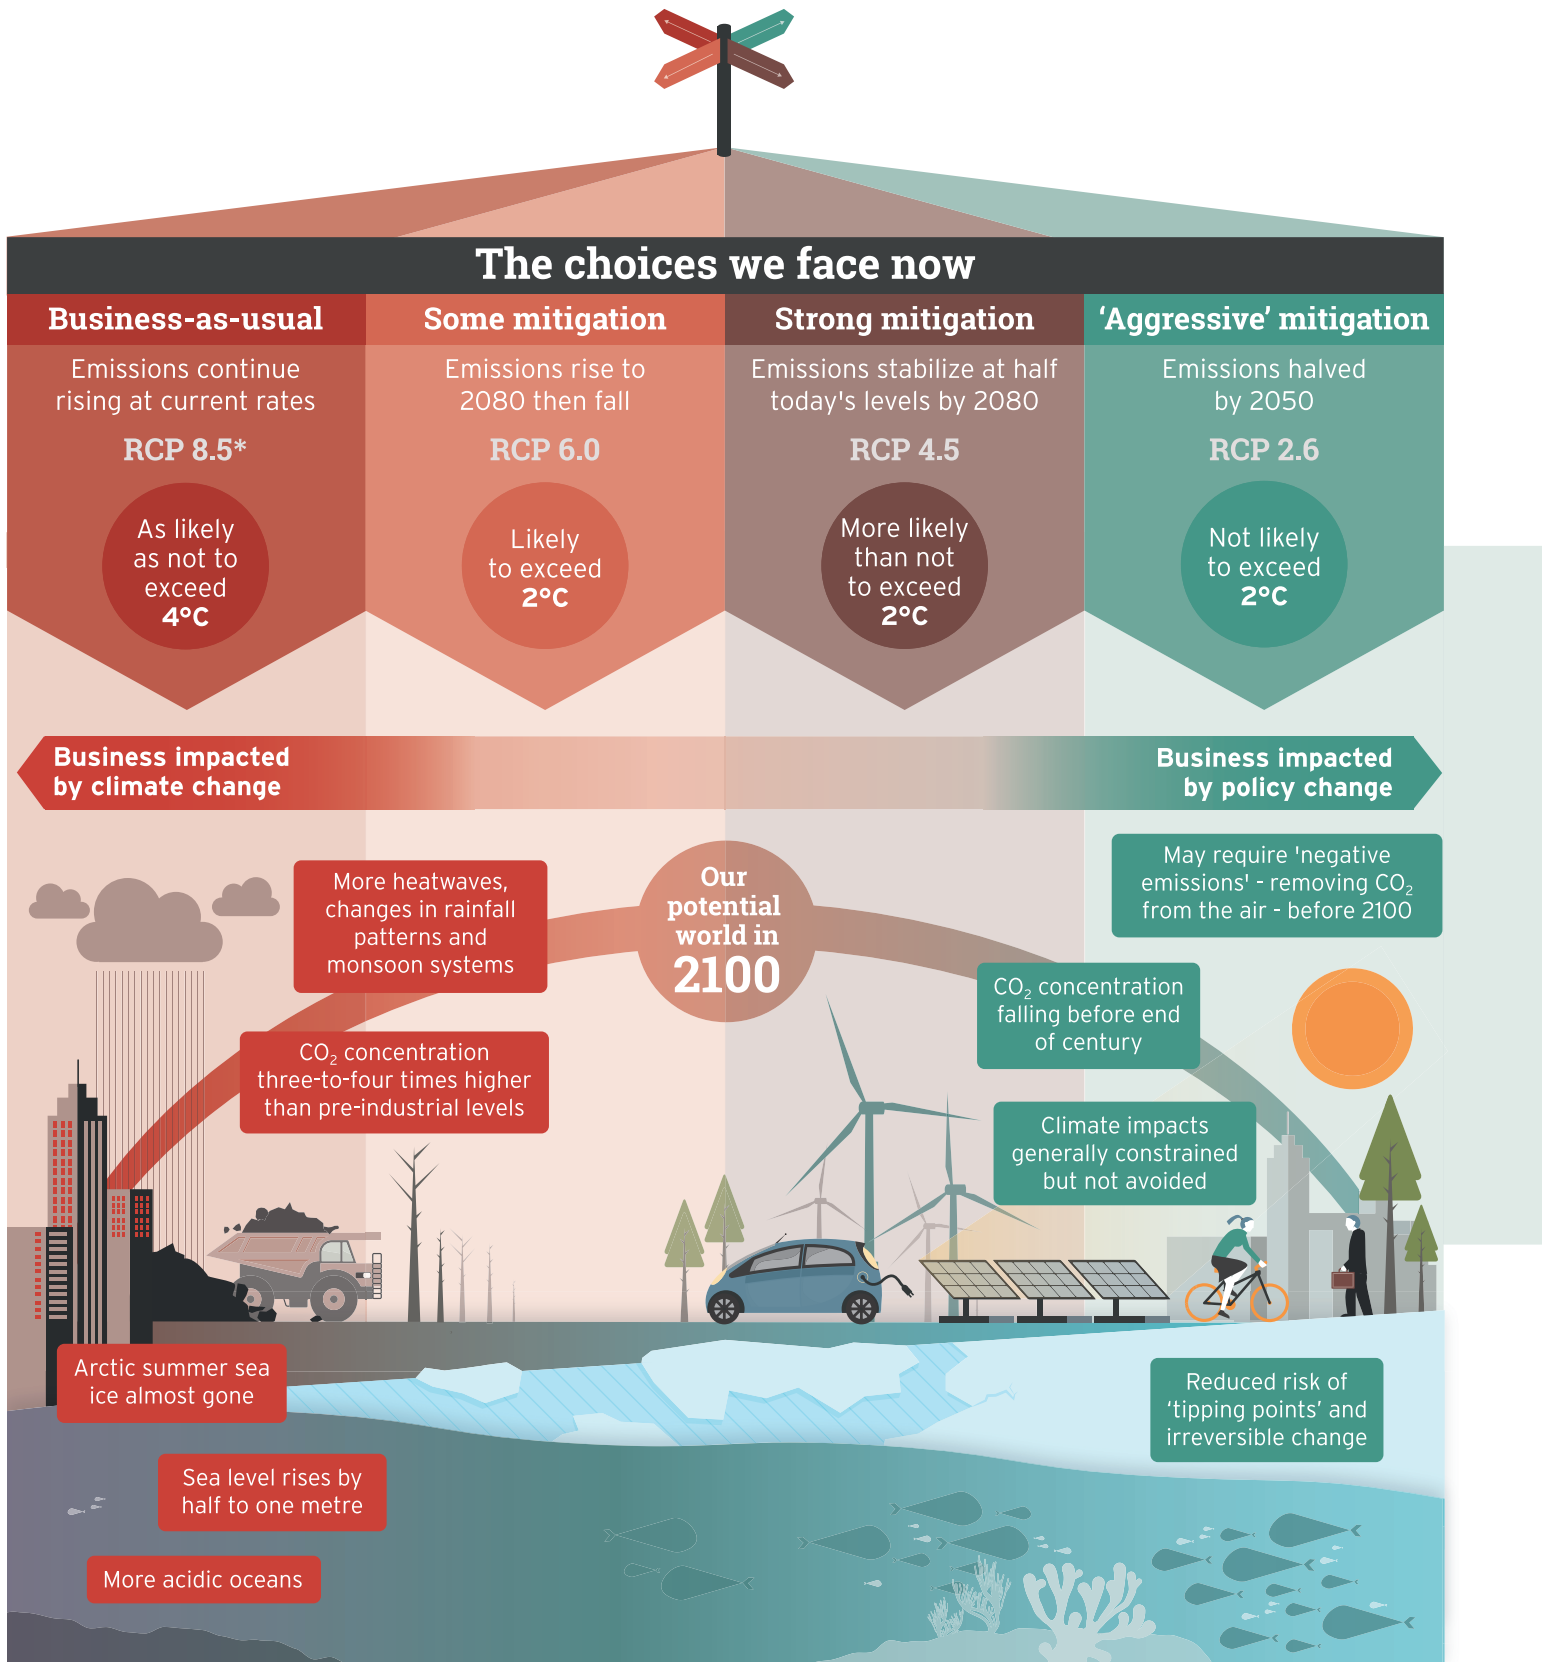 The choices we face now
Business-as-usual
Emissions continue
rising at current rates
RCP 8.5*
As likely
as not to
exceed
4°C
Some mitigation
Emissions rise to
2080 then fall
RCP 6.0
Likely
to exceed
2°C
Strong mitigation
Emissions stabilize at half
today's levels by 2080
RCP 4.5
More likely
than not
to exceed
2°C
‘Aggressive’ mitigation
Emissions halved
by 2050
RCP 2.6
Not likely
to exceed
2°C
Business impacted
by climate change
Business impacted
by policy change
Our
potential
world in
2100
More heatwaves,
changes in rainfall
patterns and
monsoon systems
CO₂ concentration
three-to-four times higher
than pre-industrial levels
Arctic summer sea
ice almost gone
Sea level rises by
half to one metre
More acidic oceans
May require 'negative
emissions' - removing CO₂
from the air - before 2100
CO₂ concentration
falling before end
of century
Climate impacts
generally constrained
but not avoided
Reduced risk of
‘tipping points’ and
irreversible change